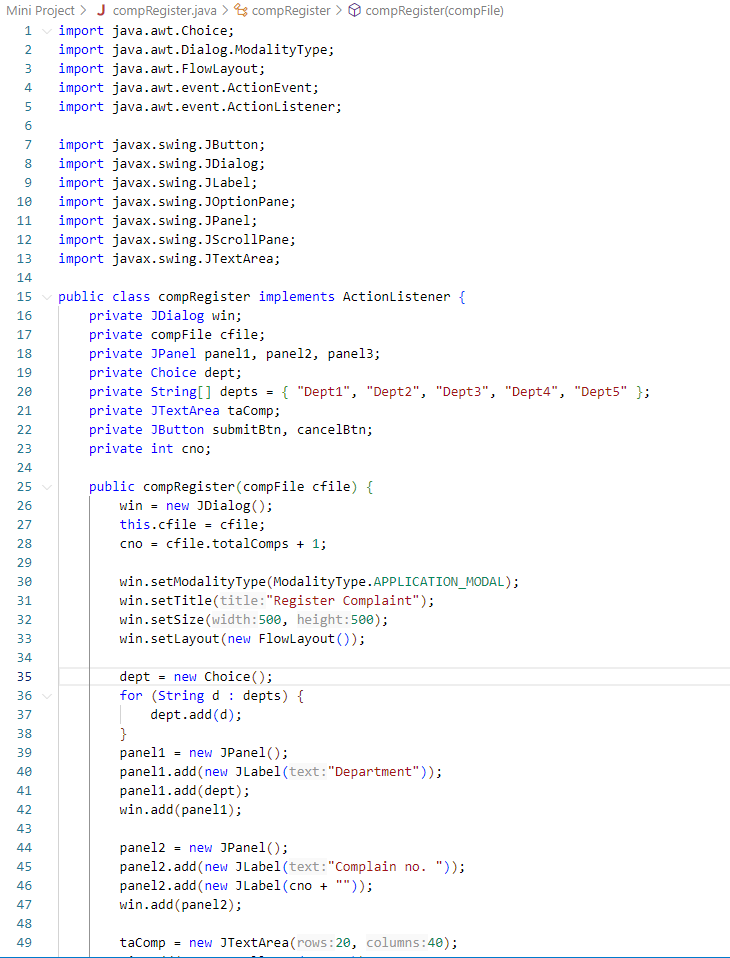 Mini Project > J compRegister.java > compRegister > compRegister(compFile)
1 import java.awt.Choice;
2 import java.awt.Dialog.ModalityType;
3 import java.awt.FlowLayout;
4 import java.awt.event.ActionEvent;
5 import java.awt.event.ActionListener;
6
7 import javax.swing.JButton;
8 import javax.swing.JDialog;
9 import javax.swing.JLabel;
10 import javax.swing.JOptionPane;
11 import javax.swing.JPanel;
12 import javax.swing.JScrollPane;
13 import javax.swing.JTextArea;
14
15 public class compRegister implements ActionListener {
16 private JDialog win;
17 private compFile cfile;
18 private JPanel panel1, panel2, panel3;
19 private Choice dept;
20 private String[] depts = { "Dept1", "Dept2", "Dept3", "Dept4", "Dept5" };
21 private JTextArea taComp;
22 private JButton submitBtn, cancelBtn;
23 private int cno;
24
25 public compRegister(compFile cfile) {
26 win = new JDialog();
27 this.cfile = cfile;
28 cno = cfile.totalComps + 1;
29
30 win.setModalityType(ModalityType.APPLICATION_MODAL);
31 win.setTitle(title:"Register Complaint");
32 win.setSize(width:500, height:500);
33 win.setLayout(new FlowLayout());
34
35 dept = new Choice();
36 for (String d : depts) {
37 dept.add(d);
38 }
39 panel1 = new JPanel();
40 panel1.add(new JLabel(text:"Department"));
41 panel1.add(dept);
42 win.add(panel1);
43
44 panel2 = new JPanel();
45 panel2.add(new JLabel(text:"Complain no. "));
46 panel2.add(new JLabel(cno + ""));
47 win.add(panel2);
48
49 taComp = new JTextArea(rows:20, columns:40);